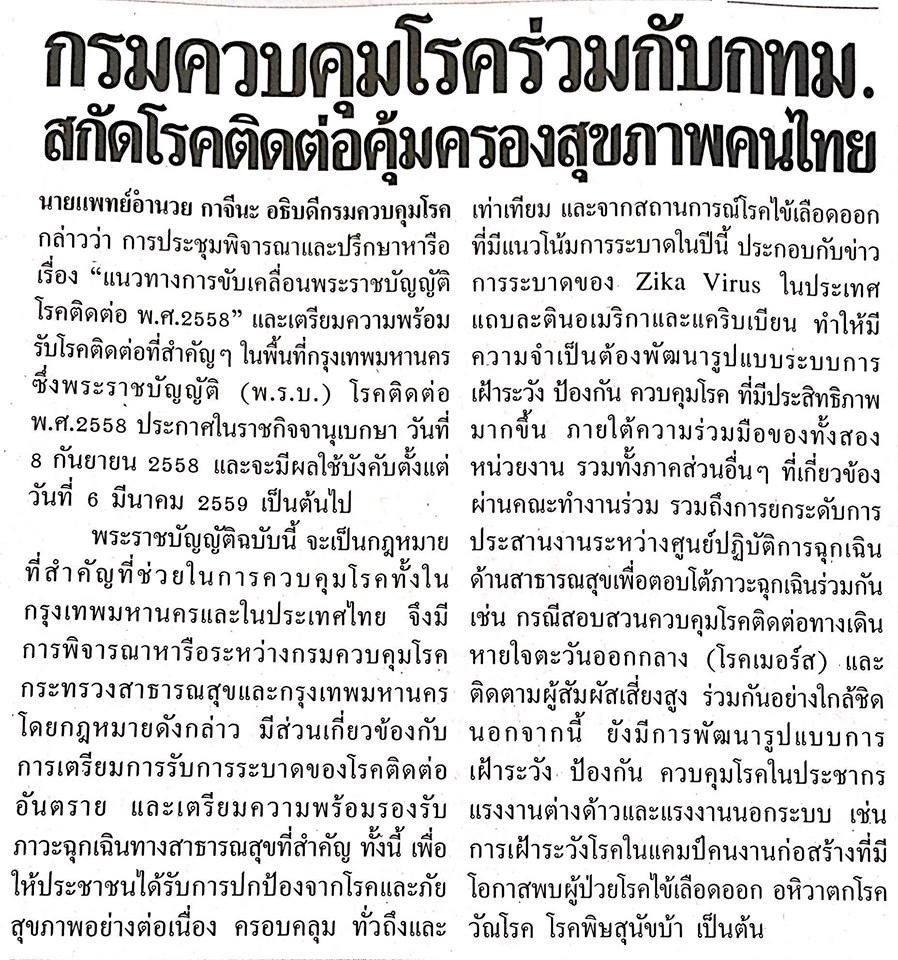 กรมควบคุมโรคร่วมกับกทม.
สกัดโรคติดต่อคุ้มครองสุขภาพคนไทย
นายแพทย์อำนวย กาจีนะ อธิบดีกรมควบคุมโรค
กล่าวว่า การประชุมพิจารณาและปรึกษาหารือ
เรื่อง “แนวทางการขับเคลื่อนพระราชบัญญัติ
โรคติดต่อ พ.ศ.2558” และเตรียมความพร้อม
รับโรคติดต่อที่สำคัญๆ ในพื้นที่กรุงเทพมหานคร
ซึ่งพระราชบัญญัติ (พ.ร.บ.) โรคติดต่อ
พ.ศ.2558 ประกาศในราชกิจจานุเบกษา วันที่
8 กันยายน 2558 และจะมีผลใช้บังคับตั้งแต่
วันที่ 6 มีนาคม 2559 เป็นต้นไป
พระราชบัญญัติฉบับนี้ จะเป็นกฎหมาย
ที่สำคัญที่ช่วยในการควบคุมโรคทั้งใน
กรุงเทพมหานครและในประเทศไทย จึงมี
การพิจารณาหารือระหว่างกรมควบคุมโรค
กระทรวงสาธารณสุขและกรุงเทพมหานคร
โดยกฎหมายดังกล่าว มีส่วนเกี่ยวข้องกับ
การเตรียมการรับการระบาดของโรคติดต่อ
อันตราย และเตรียมความพร้อมรองรับ
ภาวะฉุกเฉินทางสาธารณสุขที่สำคัญ ทั้งนี้ เพื่อ
ให้ประชาชนได้รับการปกป้องจากโรคและภัย
สุขภาพอย่างต่อเนื่อง ครอบคลุม ทั่วถึงและ
เท่าเทียม และจากสถานการณ์โรคไข้เลือดออก
ที่มีแนวโน้มการระบาดในปีนี้ ประกอบกับข่าว
การระบาดของ Zika Virus ในประเทศ
แถบละตินอเมริกาและแคริบเบียน ทำให้มี
ความจำเป็นต้องพัฒนารูปแบบระบบการ
เฝ้าระวัง ป้องกัน ควบคุมโรค ที่มีประสิทธิภาพ
มากขึ้น ภายใต้ความร่วมมือของทั้งสอง
หน่วยงาน รวมทั้งภาคส่วนอื่นๆ ที่เกี่ยวข้อง
ผ่านคณะทำงานร่วม รวมถึงการยกระดับการ
ประสานงานระหว่างศูนย์ปฏิบัติการฉุกเฉิน
ด้านสาธารณสุขเพื่อตอบโต้ภาวะฉุกเฉินร่วมกัน
เช่น กรณีสอบสวนควบคุมโรคติดต่อทางเดิน
หายใจตะวันออกกลาง (โรคเมอร์ส) และ
ติดตามผู้สัมผัสเสี่ยงสูง ร่วมกันอย่างใกล้ชิด
นอกจากนี้ ยังมีการพัฒนารูปแบบการ
เฝ้าระวัง ป้องกัน ควบคุมโรคในประชากร
แรงงานต่างด้าวและแรงงานนอกระบบ เช่น
การเฝ้าระวังโรคในแคมป์คนงานก่อสร้างที่มี
โอกาสพบผู้ป่วยโรคไข้เลือดออก อหิวาตกโรค
วัณโรค โรคพิษสุนัขบ้า เป็นต้น